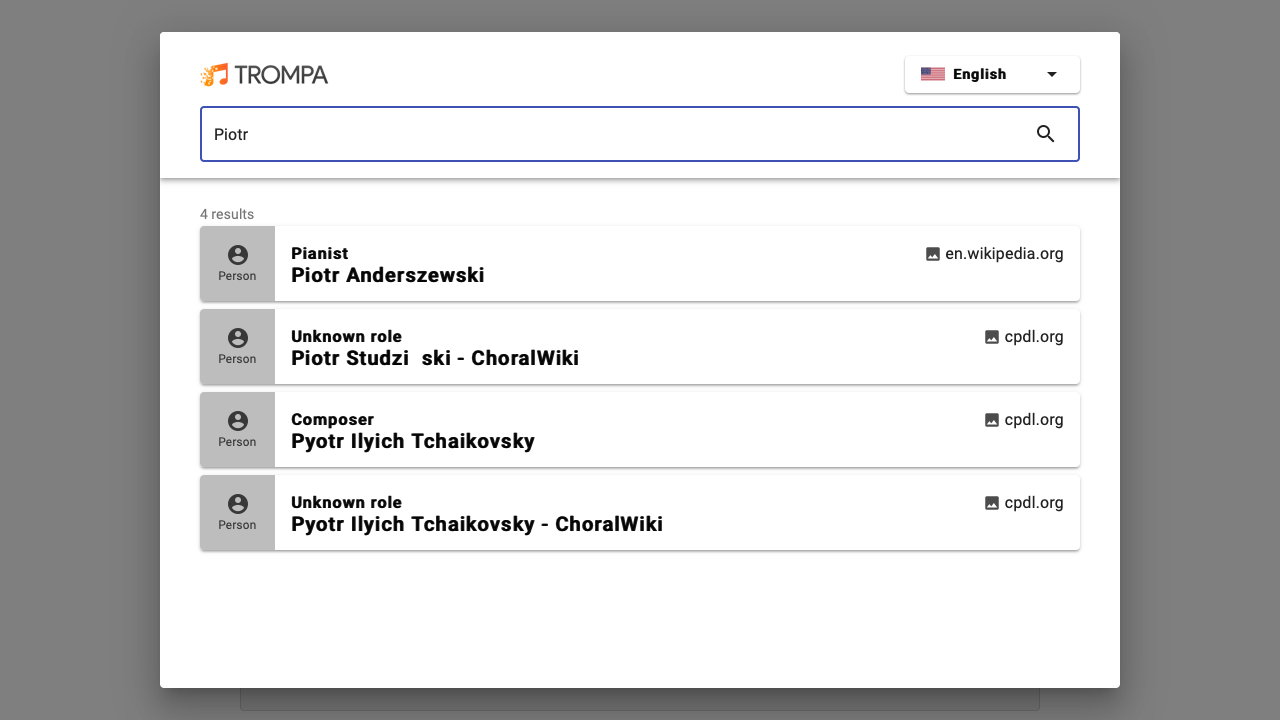 TROMPA
English
Piotr
4 results
Person
Pianist
Piotr Anderszewski
en.wikipedia.org
Person
Unknown role
Piotr Studzi  ski - ChoralWiki
cpdl.org
Person
Composer
Pyotr Ilyich Tchaikovsky
cpdl.org
Person
Unknown role
Pyotr Ilyich Tchaikovsky - ChoralWiki
cpdl.org